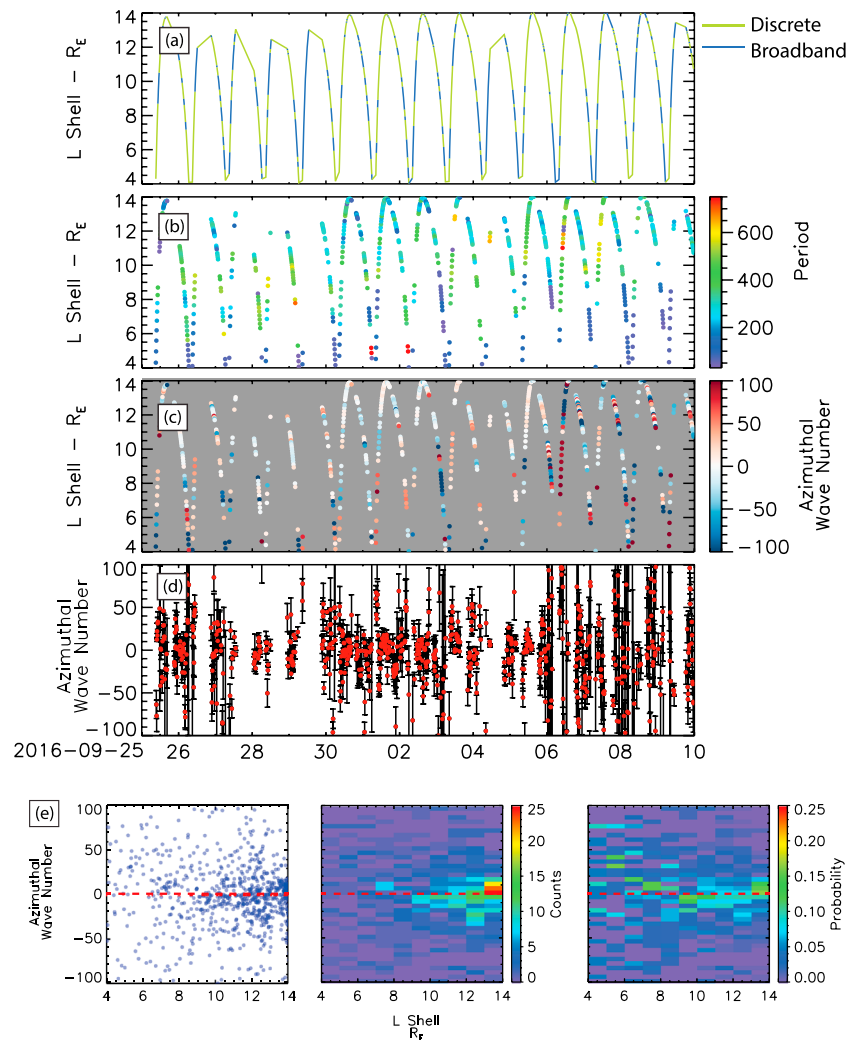 (a)
14
12
10
8
6
4
L Shell − R_E
Discrete
Broadband
(b)
14
12
10
8
6
4
L Shell − R_E
600
400
200
Period
(c)
14
12
10
8
6
4
L Shell − R_E
100
50
0
−50
−100
Azimuthal
Wave Number
(d)
100
50
0
−50
−100
Azimuthal
Wave Number
2016−09−25 26 28 30 02 04 06 08 10
(e)
100
50
0
−50
−100
Azimuthal
Wave Number
4 6 8 10 12 14
4 6 8 10 12 14
L Shell
R_E
25
20
15
10
5
0
Counts
4 6 8 10 12 14
0.25
0.20
0.15
0.10
0.05
0.00
Probability